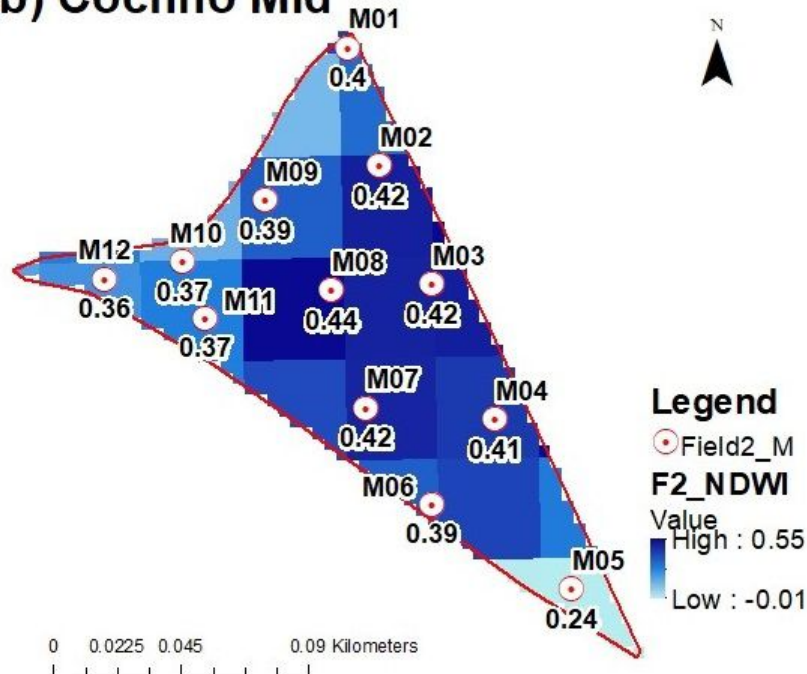 b) Cochno Mid
M01
0.4
N
M02
0.42
M09
0.39
M12
0.36
M10
0.37
M11
0.37
M08
0.44
M03
0.42
M07
0.42
M04
0.41
M06
0.39
M05
0.24
Legend
Field2_M
F2_NDWI
Value
High : 0.55
Low : -0.01
0 0.0225 0.045 0.09 Kilometers